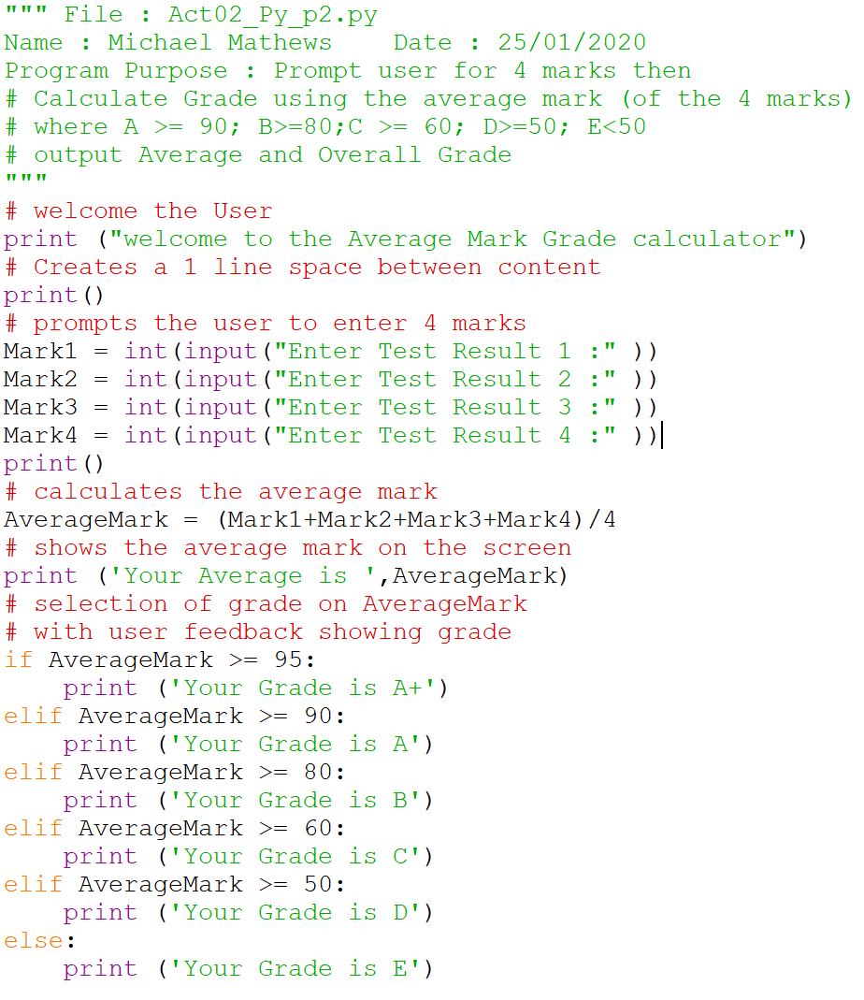 """ File : Act02_Py_p2.py
Name : Michael Mathews    Date : 25/01/2020
Program Purpose : Prompt user for 4 marks then
# Calculate Grade using the average mark (of the 4 marks)
# where A >= 90; B>=80;C >= 60; D>=50; E<50
# output Average and Overall Grade
"""
# welcome the User
print ("welcome to the Average Mark Grade calculator")
# Creates a 1 line space between content
print()
# prompts the user to enter 4 marks
Mark1 = int(input("Enter Test Result 1 :" ))
Mark2 = int(input("Enter Test Result 2 :" ))
Mark3 = int(input("Enter Test Result 3 :" ))
Mark4 = int(input("Enter Test Result 4 :" ))
print()
# calculates the average mark
AverageMark = (Mark1+Mark2+Mark3+Mark4)/4
# shows the average mark on the screen
print ('Your Average is ',AverageMark)
# selection of grade on AverageMark
# with user feedback showing grade
if AverageMark >= 95:
    print ('Your Grade is A+')
elif AverageMark >= 90:
    print ('Your Grade is A')
elif AverageMark >= 80:
    print ('Your Grade is B')
elif AverageMark >= 60:
    print ('Your Grade is C')
elif AverageMark >= 50:
    print ('Your Grade is D')
else:
    print ('Your Grade is E')